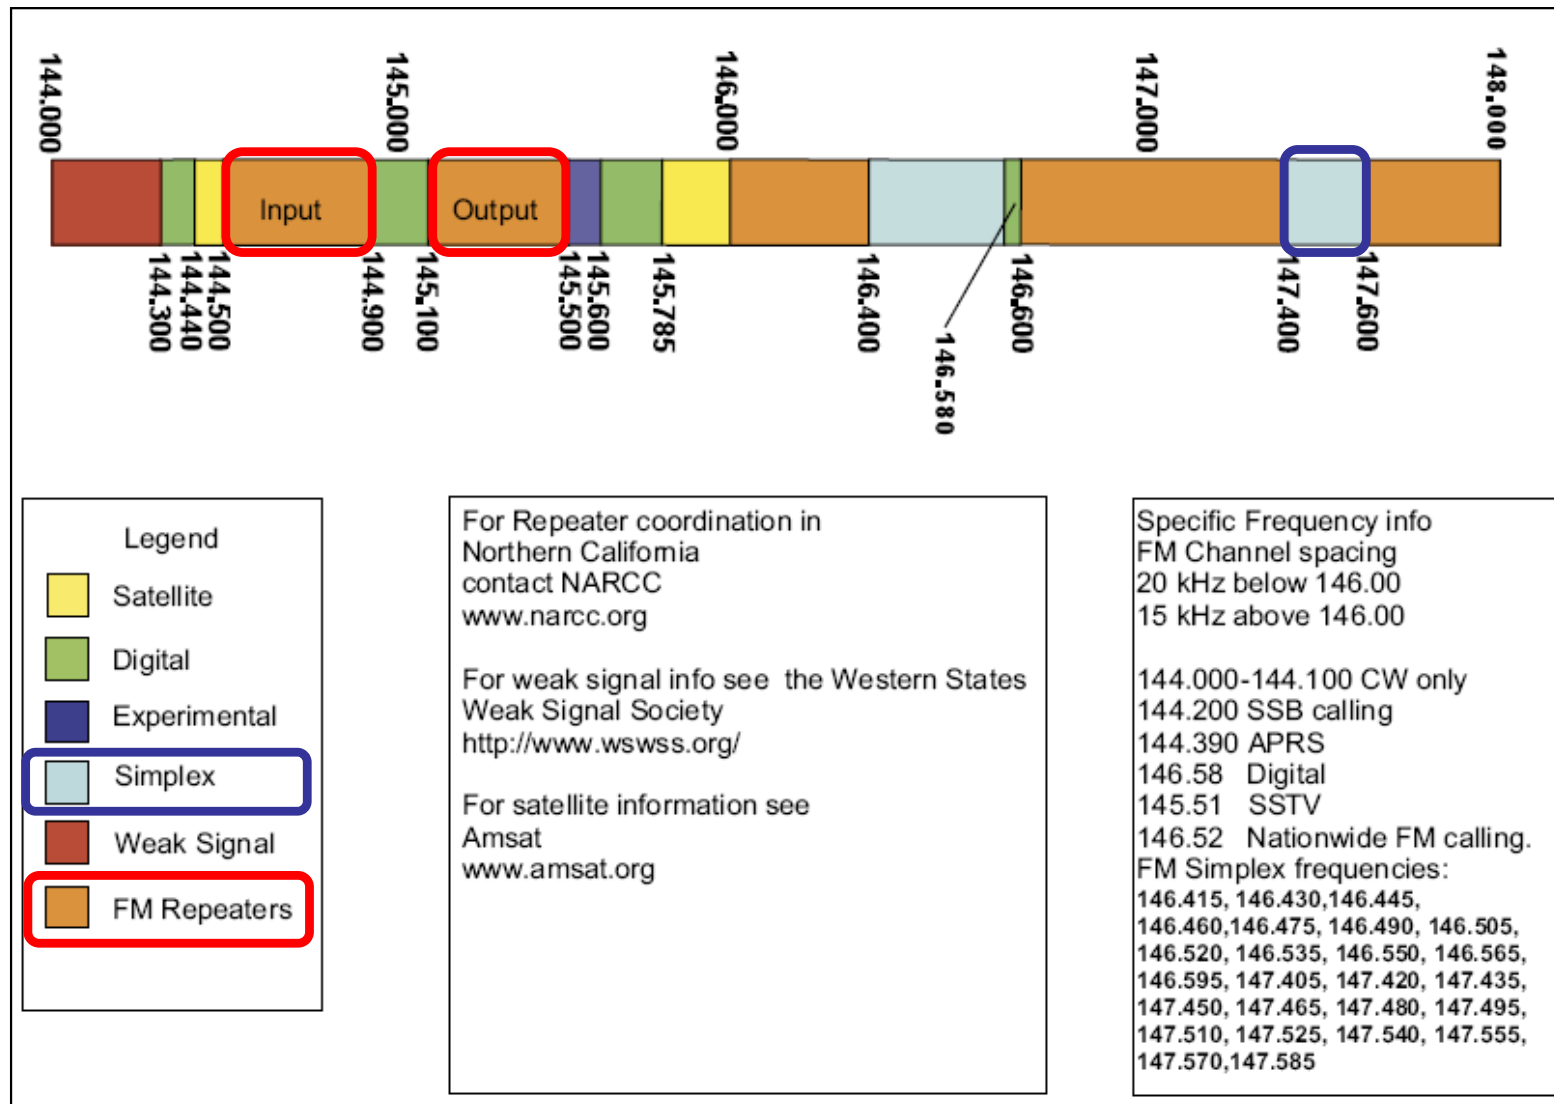 144.000
145.000
146.000
147.000
148.000
Input
Output
144.300
144.440
144.500
144.900
145.100
145.500
145.600
145.785
146.400
146.580
146.600
147.400
147.600
Legend
Satellite
Digital
Experimental
Simplex
Weak Signal
FM Repeaters
For Repeater coordination in
Northern California
contact NARCC
www.narcc.org
For weak signal info see the Western States
Weak Signal Society
http://www.wswss.org/
For satellite information see
Amsat
www.amsat.org
Specific Frequency info
FM Channel spacing
20 kHz below 146.00
15 kHz above 146.00
144.000-144.100 CW only
144.200 SSB calling
144.390 APRS
146.58 Digital
145.51 SSTV
146.52 Nationwide FM calling.
FM Simplex frequencies:
146.415, 146.430,146.445,
146.460,146.475, 146.490, 146.505,
146.520, 146.535, 146.550, 146.565,
146.595, 147.405, 147.420, 147.435,
147.450, 147.465, 147.480, 147.495,
147.510, 147.525, 147.540, 147.555,
147.570,147.585